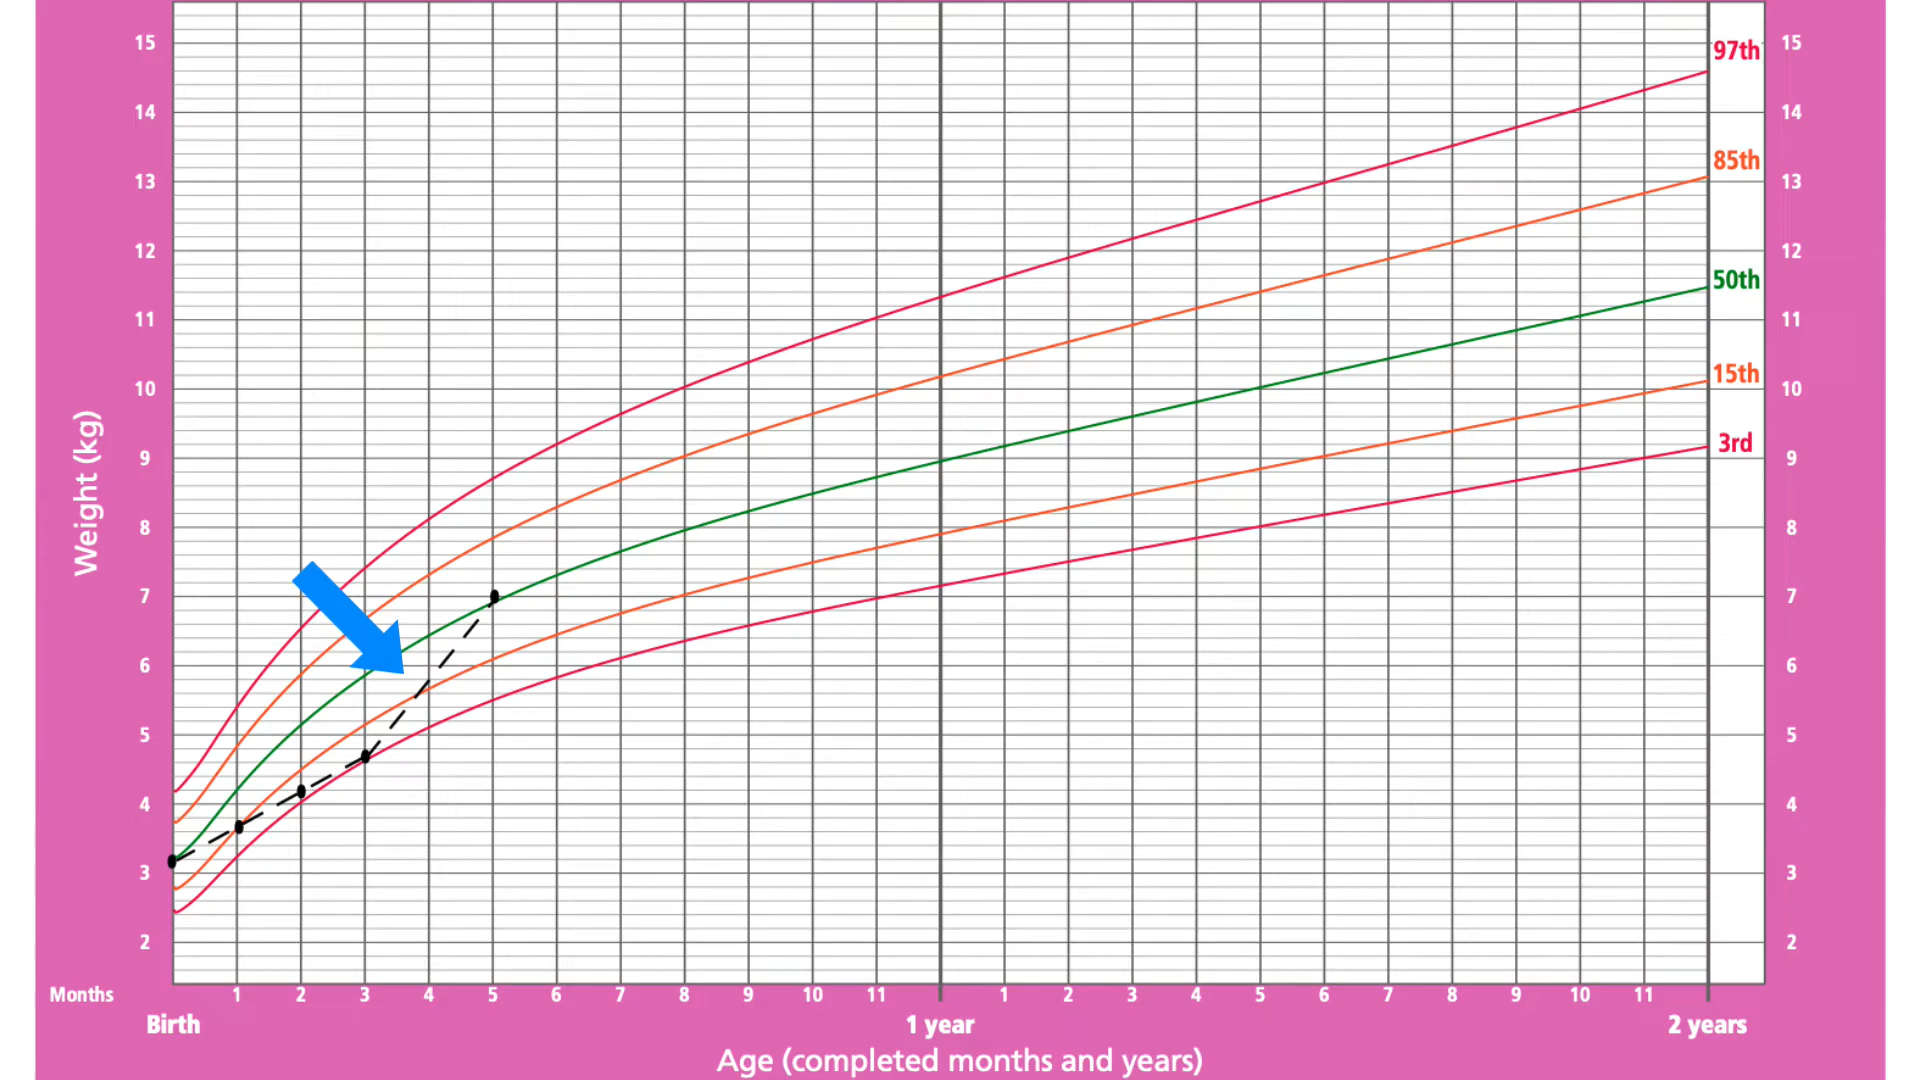 97th
15 15
14 14
85th
13 13
12 12
50th
11 11
15th
10 10
3rd
9 9
8 8
7 7
6 6
5 5
4 4
3 3
2 2
Weight (kg)
Months 1 2 3 4 5 6 7 8 9 10 11 1 2 3 4 5 6 7 8 9 10 11
Birth 1 year 2 years
Age (completed months and years)